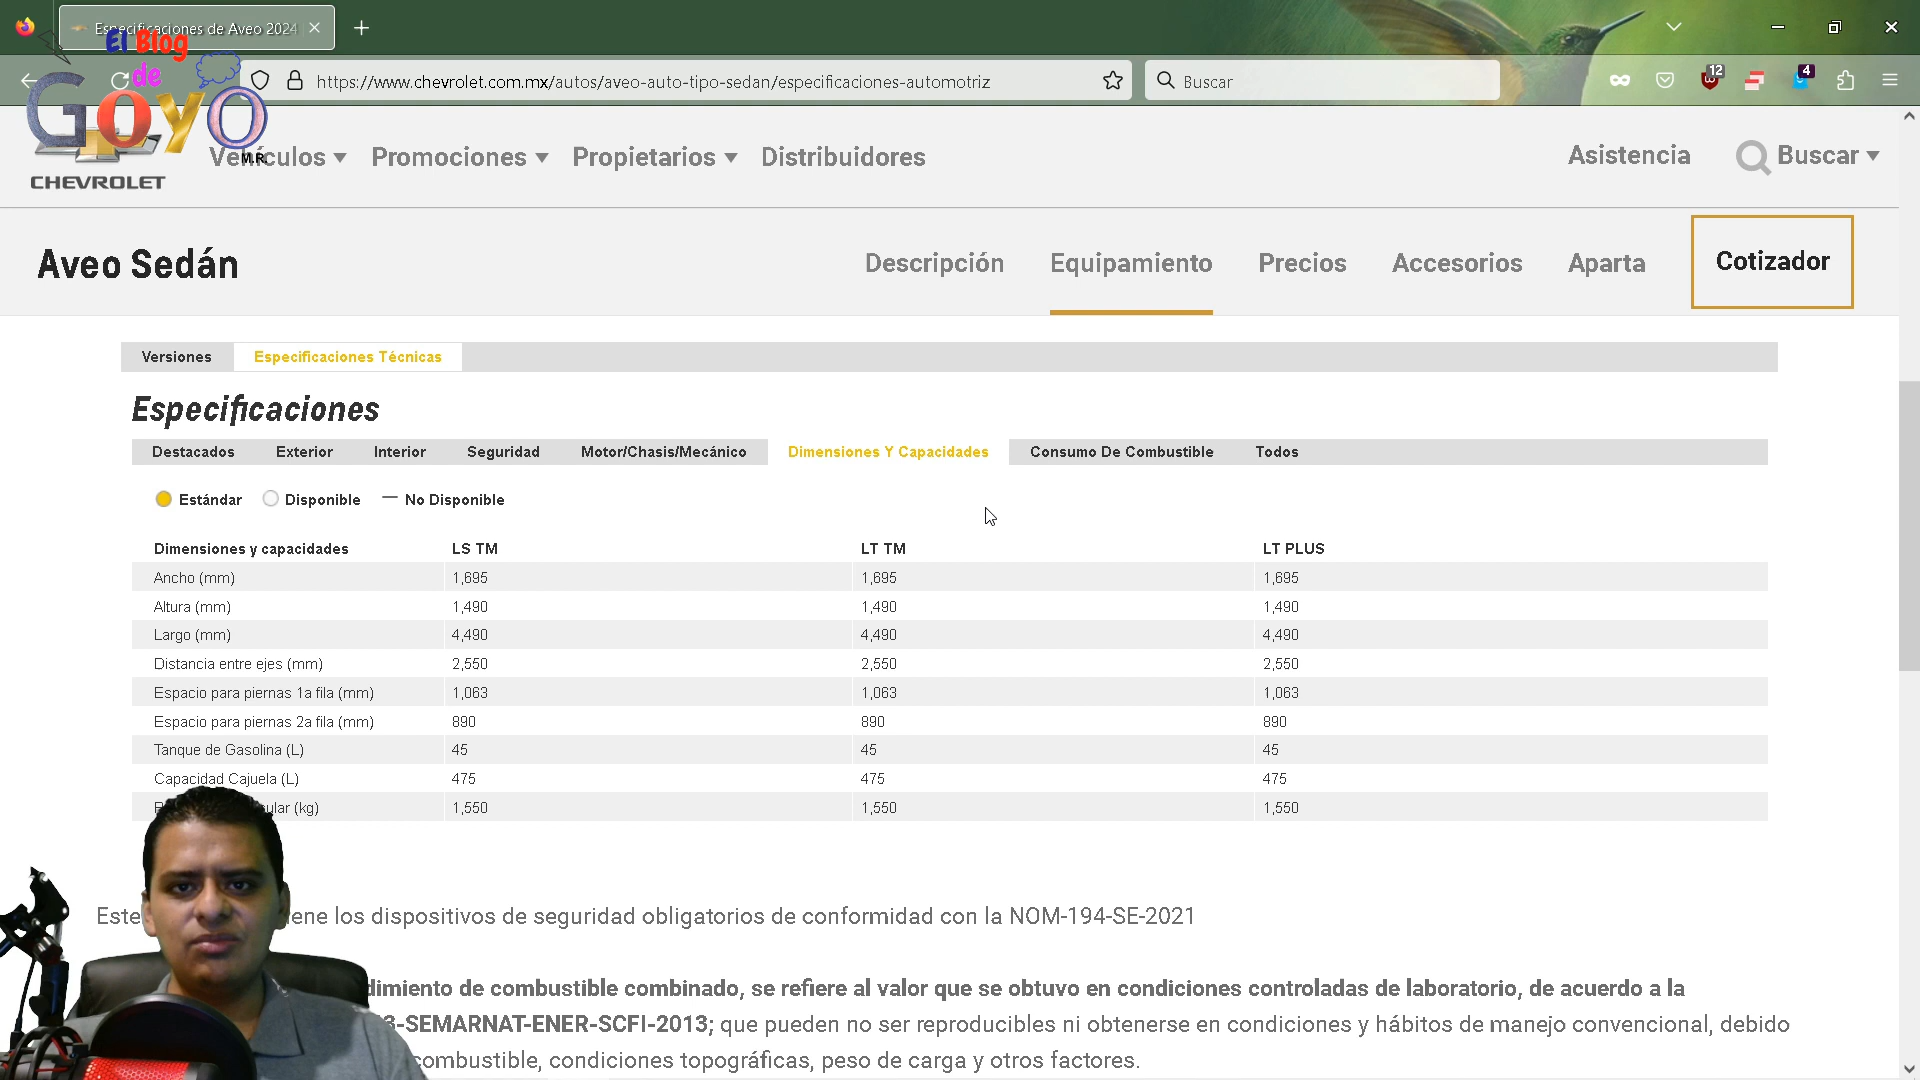 Especificaciones de Aveo 2024
El Blog
de
GOYO
M.R.
https://www.chevrolet.com.mx/autos/aveo-auto-tipo-sedan/especificaciones-automotriz
Buscar
12
4
CHEVROLET
Vehículos Promociones Propietarios Distribuidores
Asistencia Buscar
Aveo Sedán
Descripción Equipamiento Precios Accesorios Aparta Cotizador
Versiones Especificaciones Técnicas
Especificaciones
Destacados Exterior Interior Seguridad Motor/Chasis/Mecánico Dimensiones Y Capacidades Consumo De Combustible Todos
Estándar Disponible — No Disponible
Dimensiones y capacidades LS TM LT TM LT PLUS
Ancho (mm) 1,695 1,695 1,695
Altura (mm) 1,490 1,490 1,490
Largo (mm) 4,490 4,490 4,490
Distancia entre ejes (mm) 2,550 2,550 2,550
Espacio para piernas 1a fila (mm) 1,063 1,063 1,063
Espacio para piernas 2a fila (mm) 890 890 890
Tanque de Gasolina (L) 45 45 45
Capacidad Cajuela (L) 475 475 475
(kg) 1,550 1,550 1,550
Este los dispositivos de seguridad obligatorios de conformidad con la NOM-194-SE-2021
de combustible combinado, se refiere al valor que se obtuvo en condiciones controladas de laboratorio, de acuerdo a la
3-SEMARNAT-ENER-SCFI-2013; que pueden no ser reproducibles ni obtenerse en condiciones y hábitos de manejo convencional, debido
combustible, condiciones topográficas, peso de carga y otros factores.